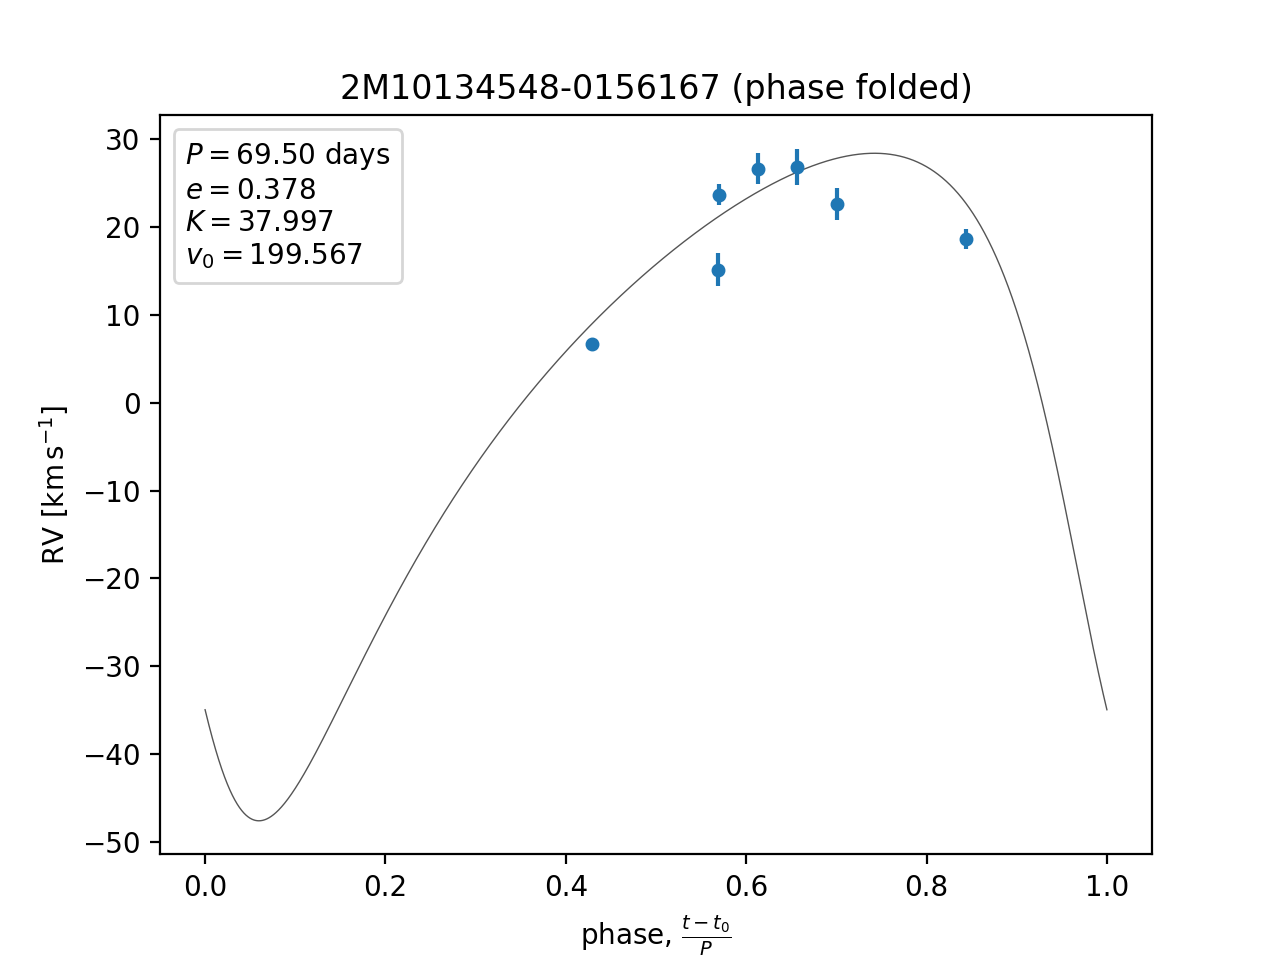 2M10134548-0156167 (phase folded)
P = 69.50 days
e = 0.378
K = 37.997
v₀ = 199.567
30
20
10
0
−10
−20
−30
−40
−50
RV [km s⁻¹]
0.0 0.2 0.4 0.6 0.8 1.0
phase, (t − t₀)/P